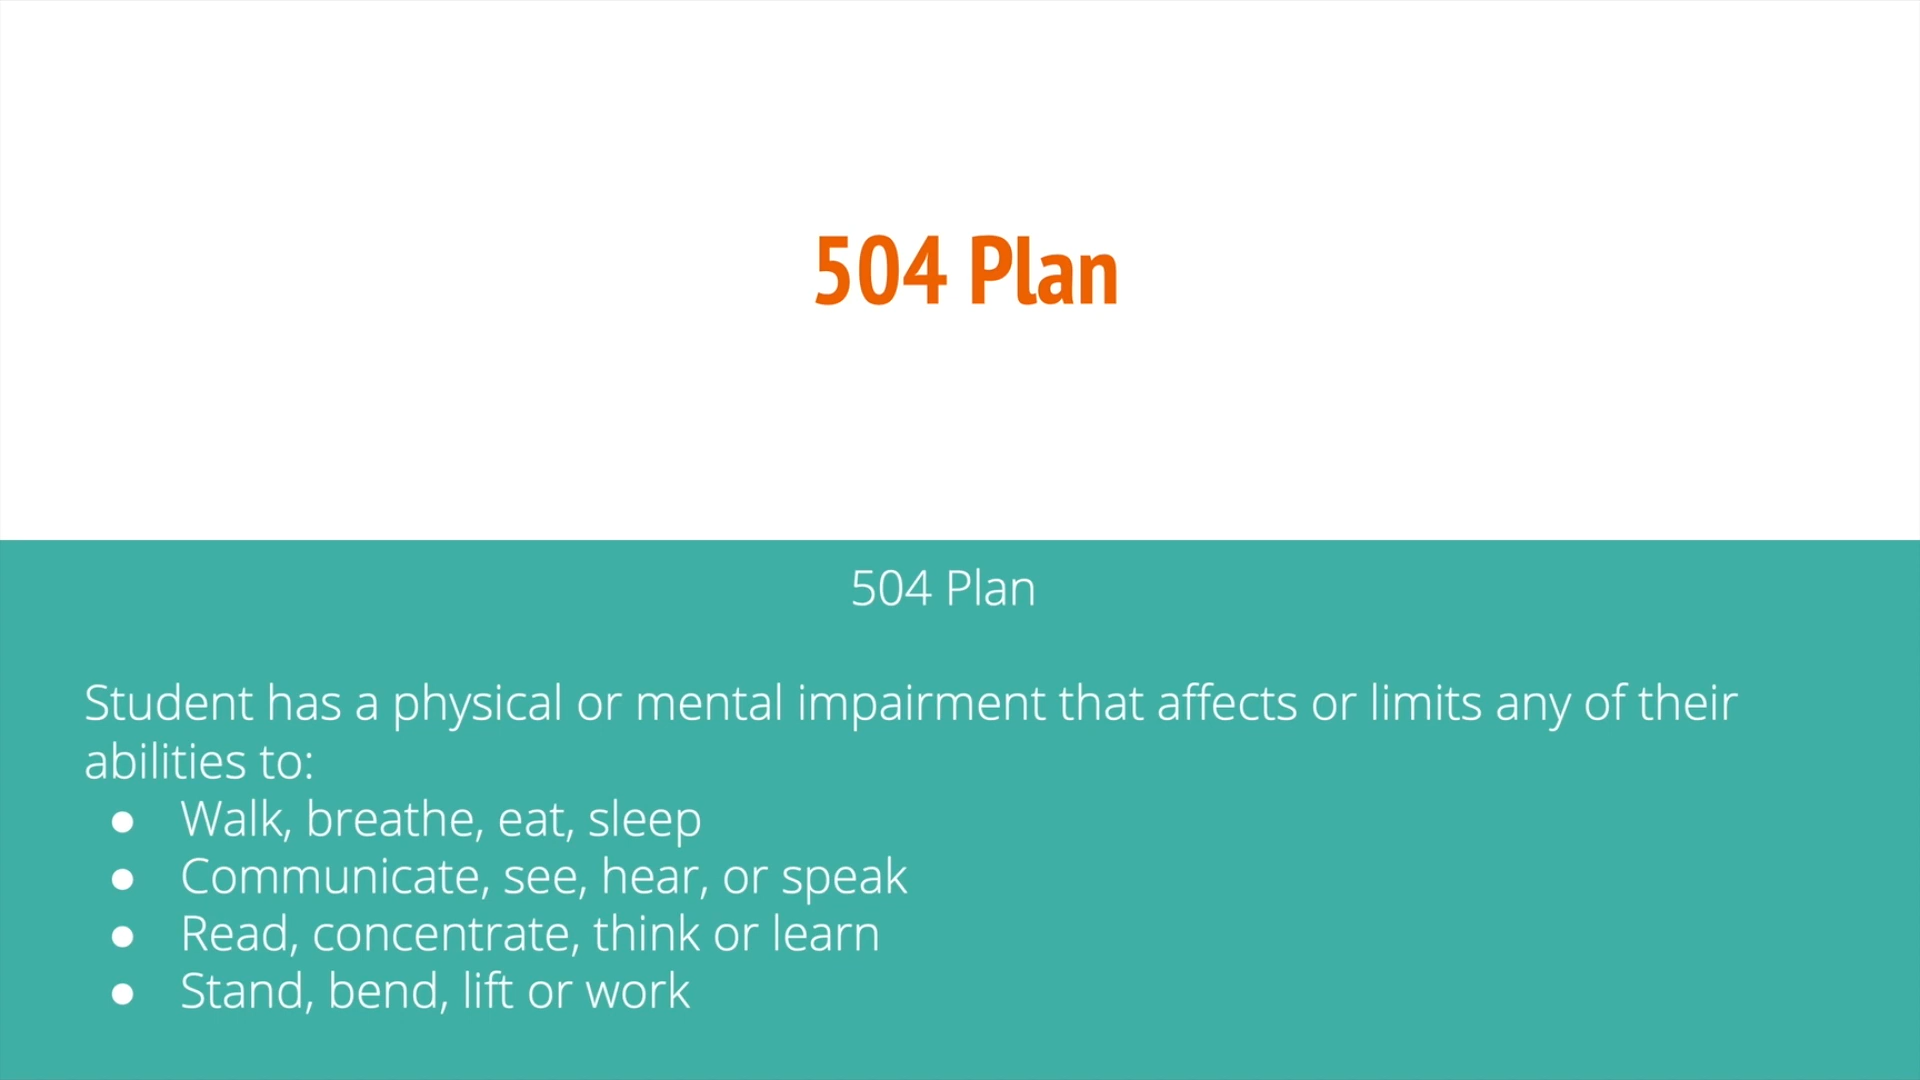 504 Plan
504 Plan
Student has a physical or mental impairment that affects or limits any of their
abilities to:
● Walk, breathe, eat, sleep
● Communicate, see, hear, or speak
● Read, concentrate, think or learn
● Stand, bend, lift or work